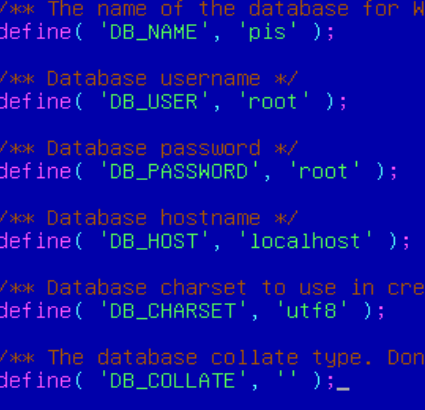 /** The name of the database for W
define( 'DB_NAME', 'pis' );
/** Database username */
define( 'DB_USER', 'root' );
/** Database password */
define( 'DB_PASSWORD', 'root' );
/** Database hostname */
define( 'DB_HOST', 'localhost' );
/** Database charset to use in cre
define( 'DB_CHARSET', 'utf8' );
/** The database collate type. Don
define( 'DB_COLLATE', '' );_